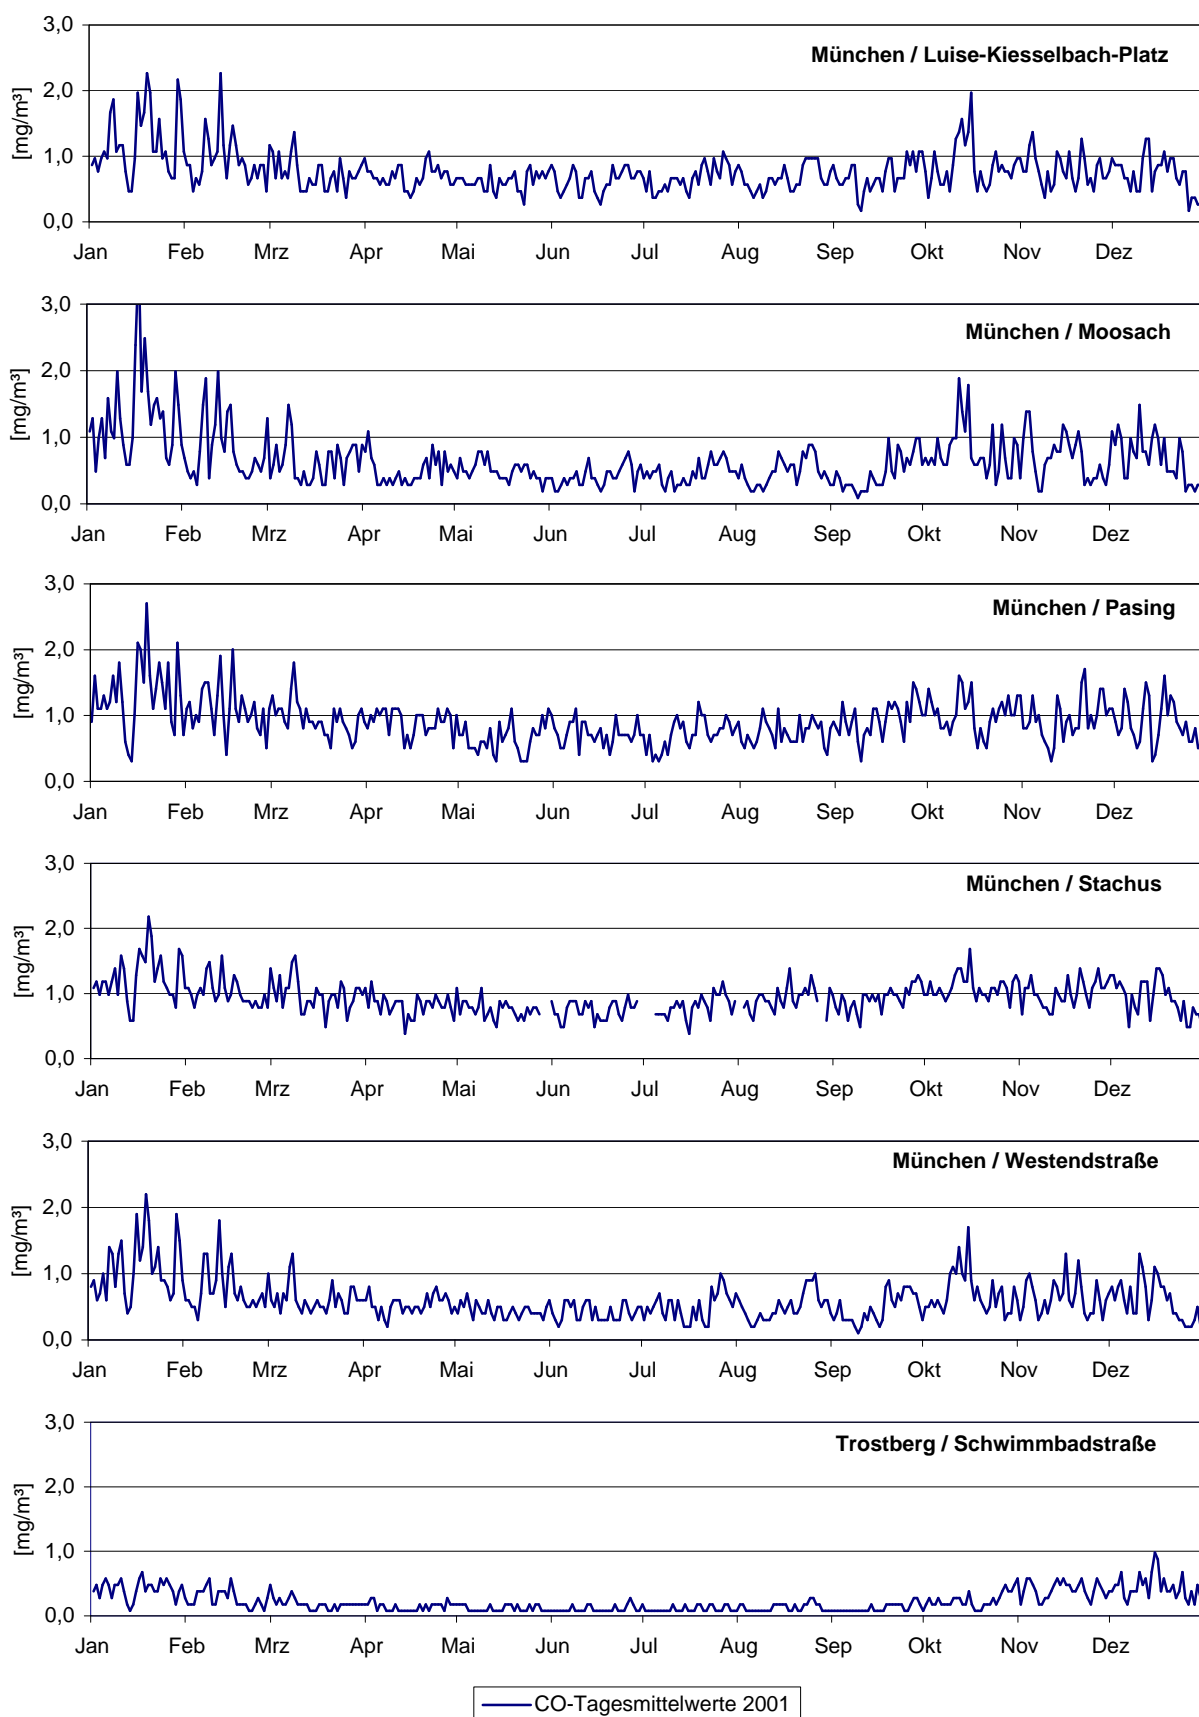 3,0
München / Luise-Kiesselbach-Platz
2,0
[mg/m³]
1,0
0,0
Jan Feb Mrz Apr Mai Jun Jul Aug Sep Okt Nov Dez
3,0
München / Moosach
2,0
[mg/m³]
1,0
0,0
Jan Feb Mrz Apr Mai Jun Jul Aug Sep Okt Nov Dez
3,0
München / Pasing
2,0
[mg/m³]
1,0
0,0
Jan Feb Mrz Apr Mai Jun Jul Aug Sep Okt Nov Dez
3,0
München / Stachus
2,0
[mg/m³]
1,0
0,0
Jan Feb Mrz Apr Mai Jun Jul Aug Sep Okt Nov Dez
3,0
München / Westendstraße
2,0
[mg/m³]
1,0
0,0
Jan Feb Mrz Apr Mai Jun Jul Aug Sep Okt Nov Dez
3,0
Trostberg / Schwimmbadstraße
2,0
[mg/m³]
1,0
0,0
Jan Feb Mrz Apr Mai Jun Jul Aug Sep Okt Nov Dez
CO-Tagesmittelwerte 2001